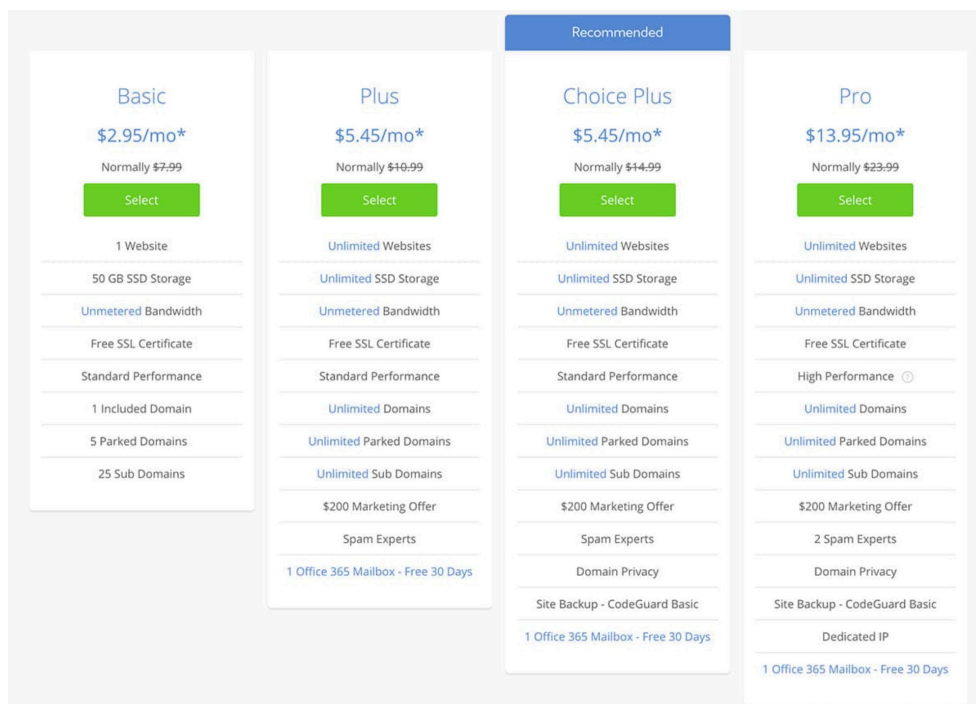 Recommended
Basic
$2.95/mo*
Normally $7.99
Select
1 Website
50 GB SSD Storage
Unmetered Bandwidth
Free SSL Certificate
Standard Performance
1 Included Domain
5 Parked Domains
25 Sub Domains
Plus
$5.45/mo*
Normally $10.99
Select
Unlimited Websites
Unlimited SSD Storage
Unmetered Bandwidth
Free SSL Certificate
Standard Performance
Unlimited Domains
Unlimited Parked Domains
Unlimited Sub Domains
$200 Marketing Offer
Spam Experts
1 Office 365 Mailbox - Free 30 Days
Choice Plus
$5.45/mo*
Normally $14.99
Select
Unlimited Websites
Unlimited SSD Storage
Unmetered Bandwidth
Free SSL Certificate
Standard Performance
Unlimited Domains
Unlimited Parked Domains
Unlimited Sub Domains
$200 Marketing Offer
Spam Experts
Domain Privacy
Site Backup - CodeGuard Basic
1 Office 365 Mailbox - Free 30 Days
Pro
$13.95/mo*
Normally $23.99
Select
Unlimited Websites
Unlimited SSD Storage
Unmetered Bandwidth
Free SSL Certificate
High Performance ?
Unlimited Domains
Unlimited Parked Domains
Unlimited Sub Domains
$200 Marketing Offer
2 Spam Experts
Domain Privacy
Site Backup - CodeGuard Basic
Dedicated IP
1 Office 365 Mailbox - Free 30 Days